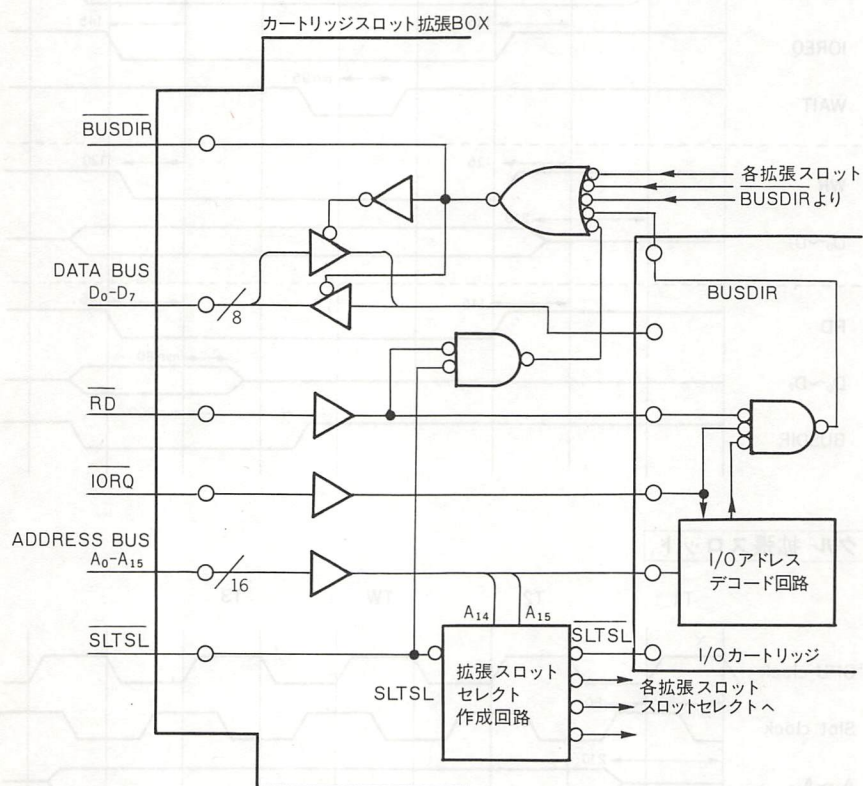 カートリッジスロット拡張BOX
BUSDIR
各拡張スロット
BUSDIRより
DATA BUS
D₀-D₇
8
BUSDIR
RD
IORQ
ADDRESS BUS
A₀-A₁₅
16
I/Oアドレス
デコード回路
A₁₄
A₁₅
SLTSL
SLTSL
SLTSL
拡張スロット
セレクト
作成回路
I/Oカートリッジ
各拡張スロット
スロットセレクトへ